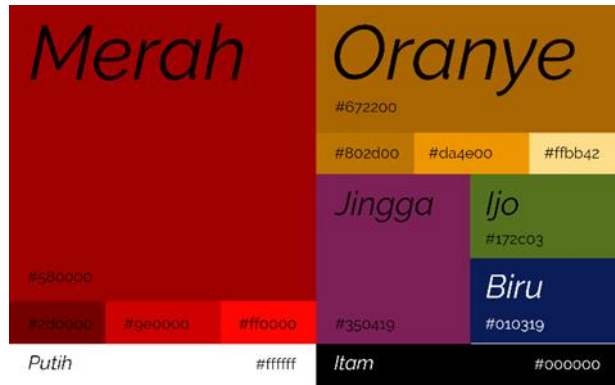 Merah
#580000
#2d0000
#9e0000
#ff0000
Putih
#ffffff
Oranye
#672200
#802d00
#da4e00
#ffbb42
Jingga
#350419
Ijo
#172c03
Biru
#010319
Itam
#000000